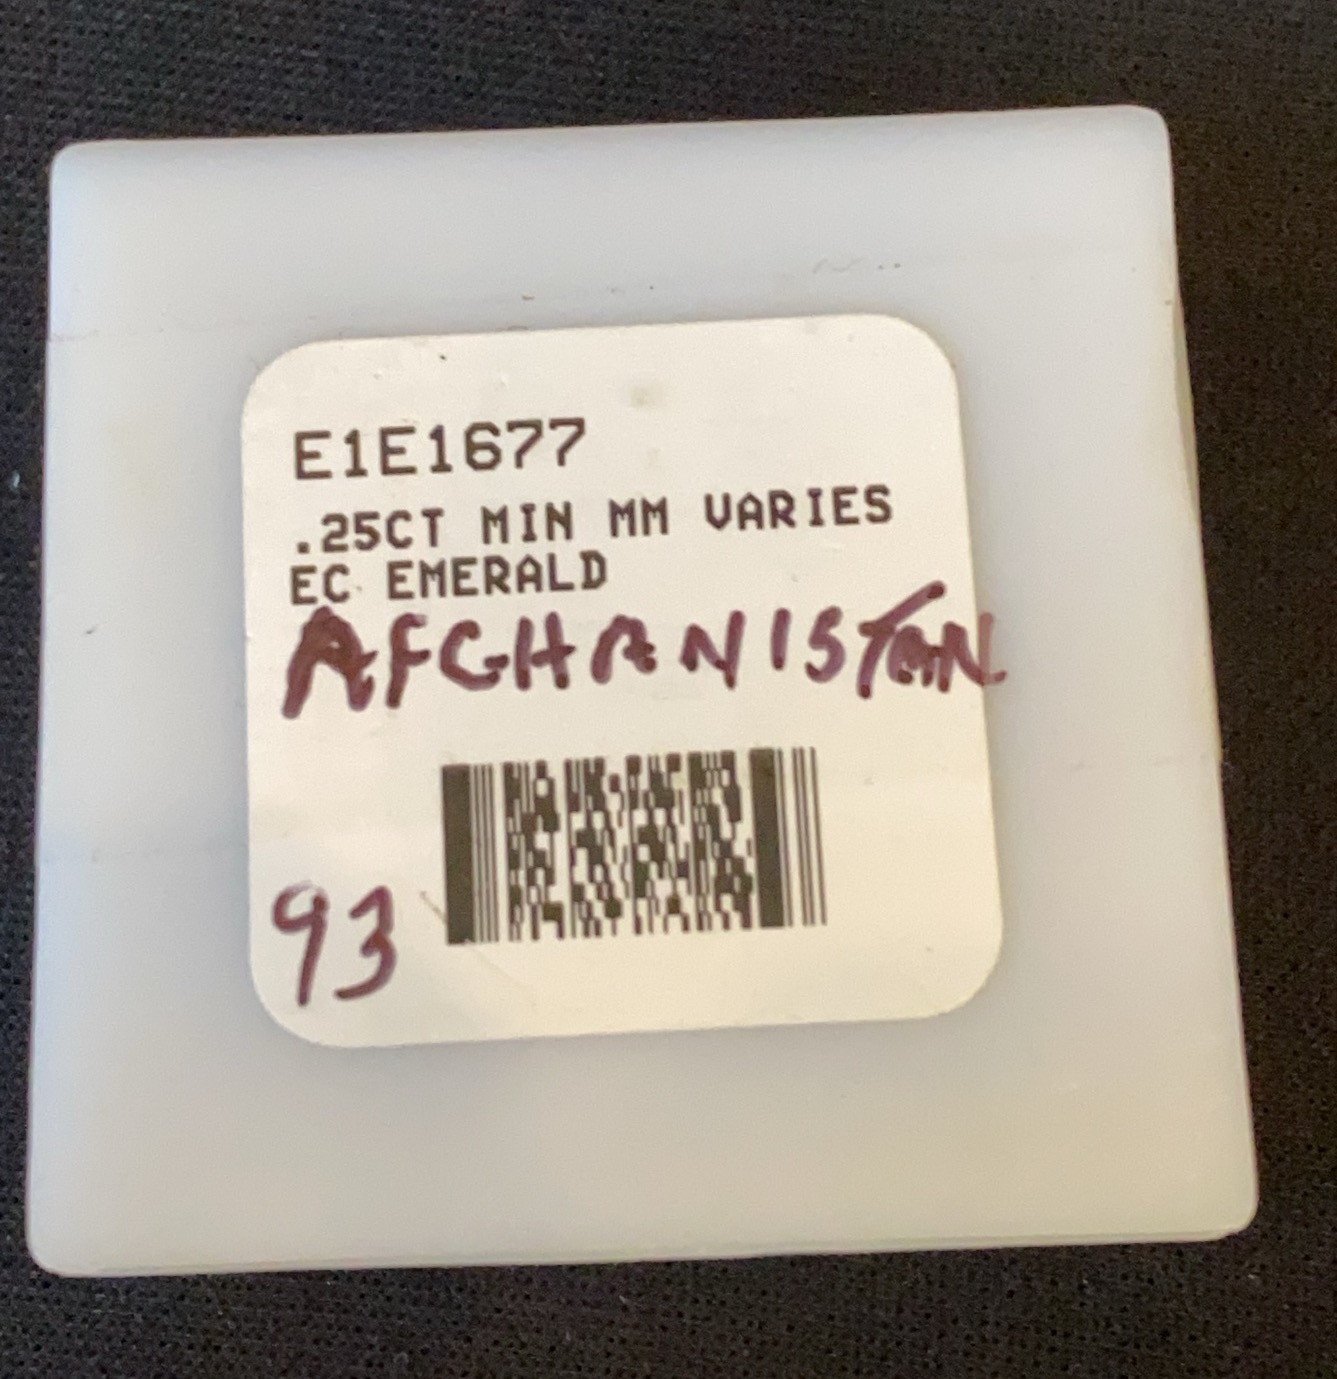 E1E1677
.25CT MIN MM VARIES
EC EMERALD
AFGHANISTAN
93